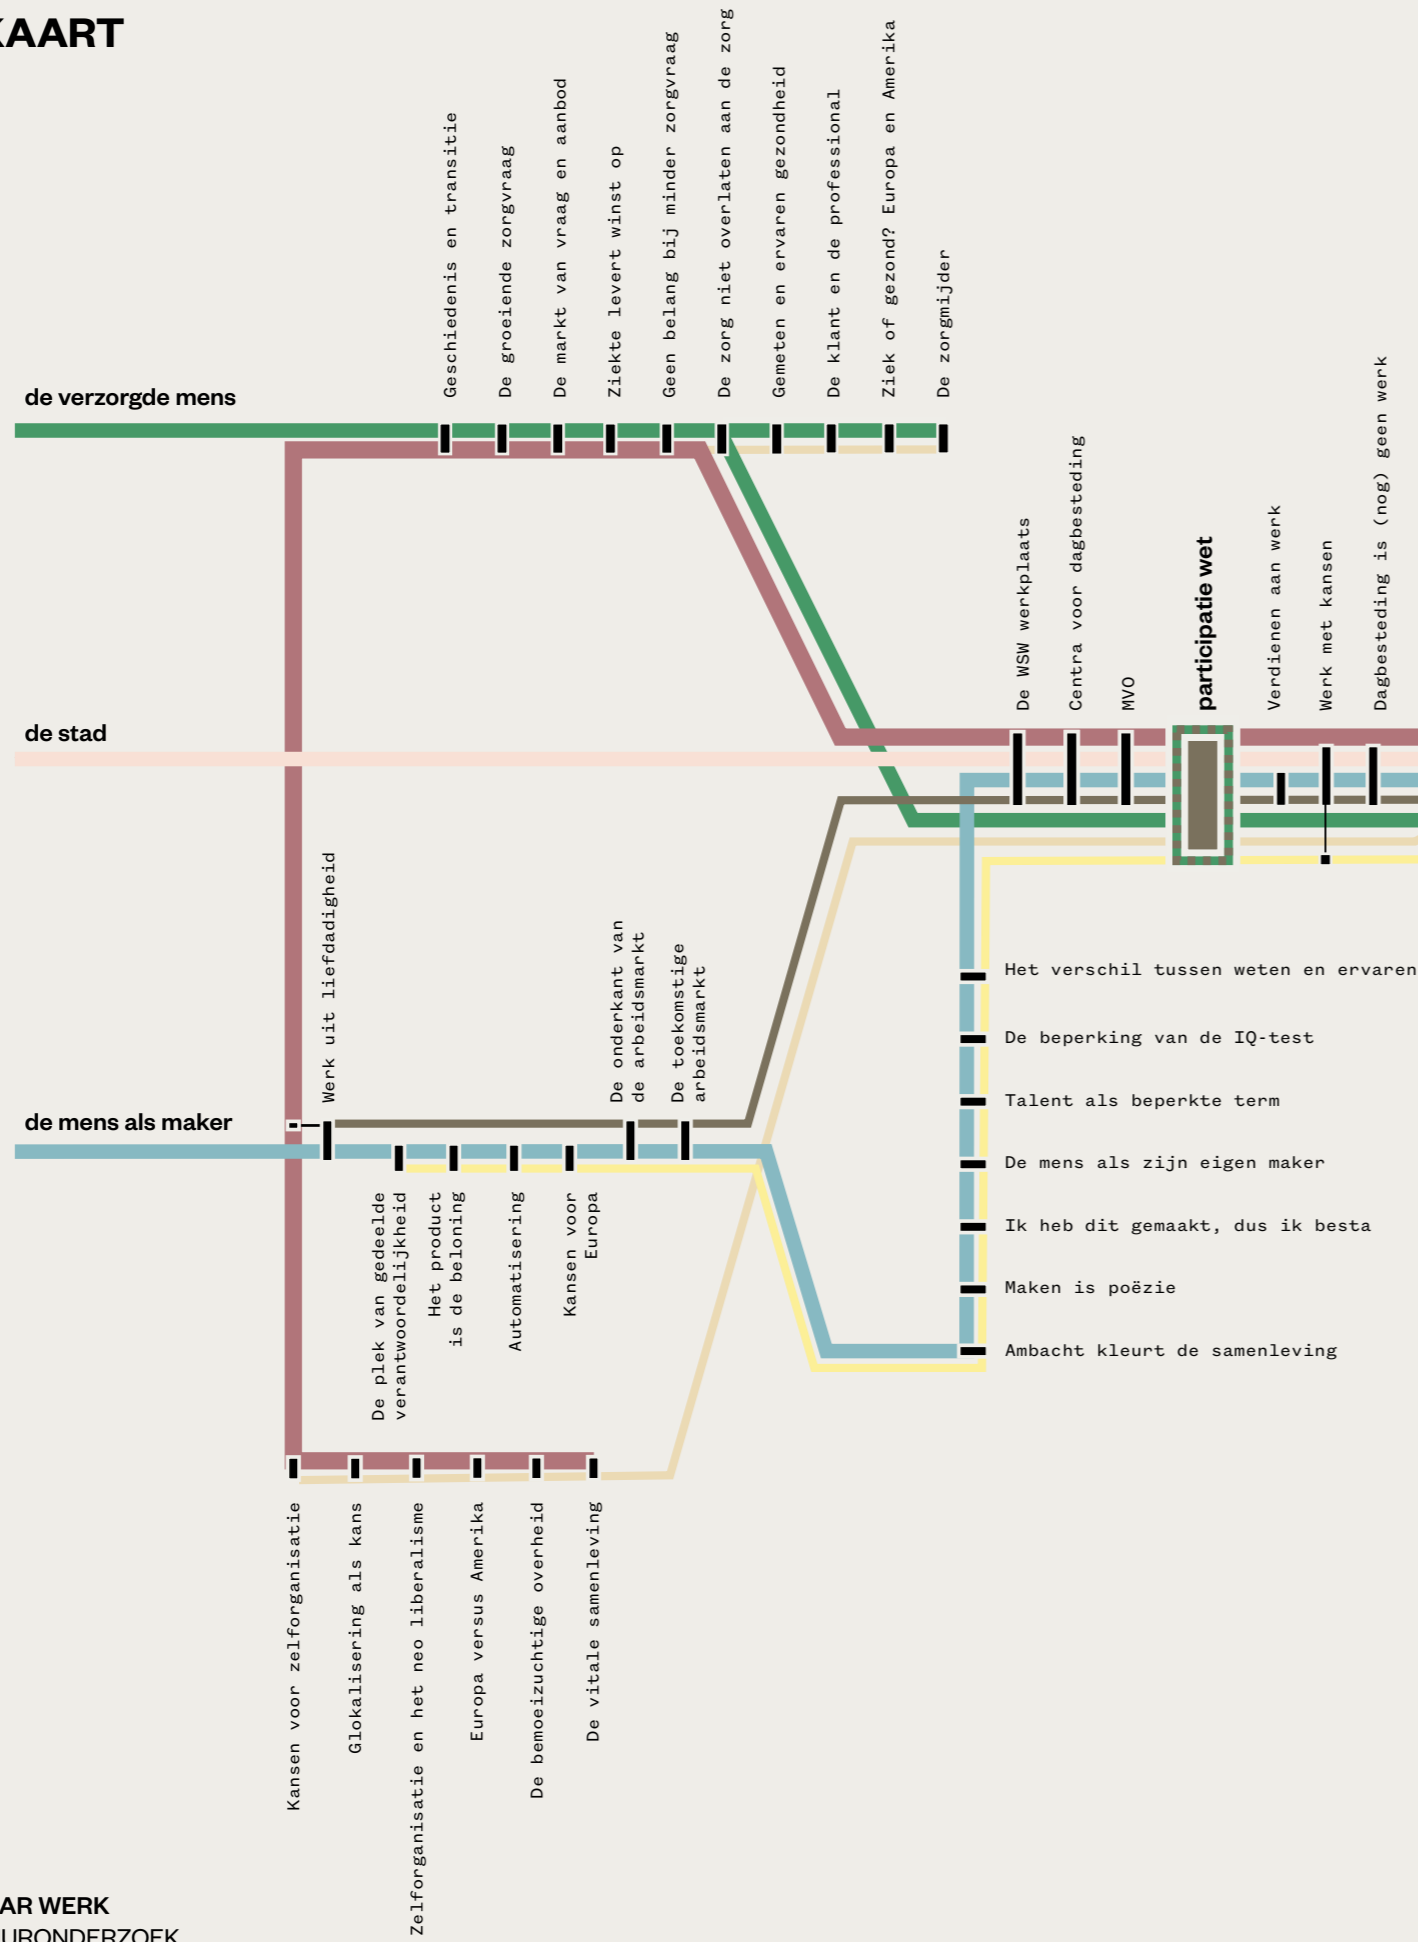 KAART
Geschiedenis en transitie
De groeiende zorgvraag
De markt van vraag en aanbod
Ziekte levert winst op
Geen belang bij minder zorgvraag
De zorg niet overlaten aan de zorg
Gemeten en ervaren gezondheid
De klant en de professional
Ziek of gezond? Europa en Amerika
De zorgmijder
de verzorgde mens
De WSW werkplaats
Centra voor dagbesteding
MVO
participatie wet
Verdienen aan werk
Werk met kansen
Dagbesteding is (nog) geen werk
de stad
Werk uit liefdadigheid
De onderkant van
de arbeidsmarkt
De toekomstige
arbeidsmarkt
de mens als maker
De plek van gedeelde
verantwoordelijkheid
Het product
is de beloning
Automatisering
Kansen voor
Europa
Het verschil tussen weten en ervaren
De beperking van de IQ-test
Talent als beperkte term
De mens als zijn eigen maker
Ik heb dit gemaakt, dus ik besta
Maken is poëzie
Ambacht kleurt de samenleving
Kansen voor zelforganisatie
Glokalisering als kans
Zelforganisatie en het neo liberalisme
Europa versus Amerika
De bemoeizuchtige overheid
De vitale samenleving
AR WERK
URONDERZOEK